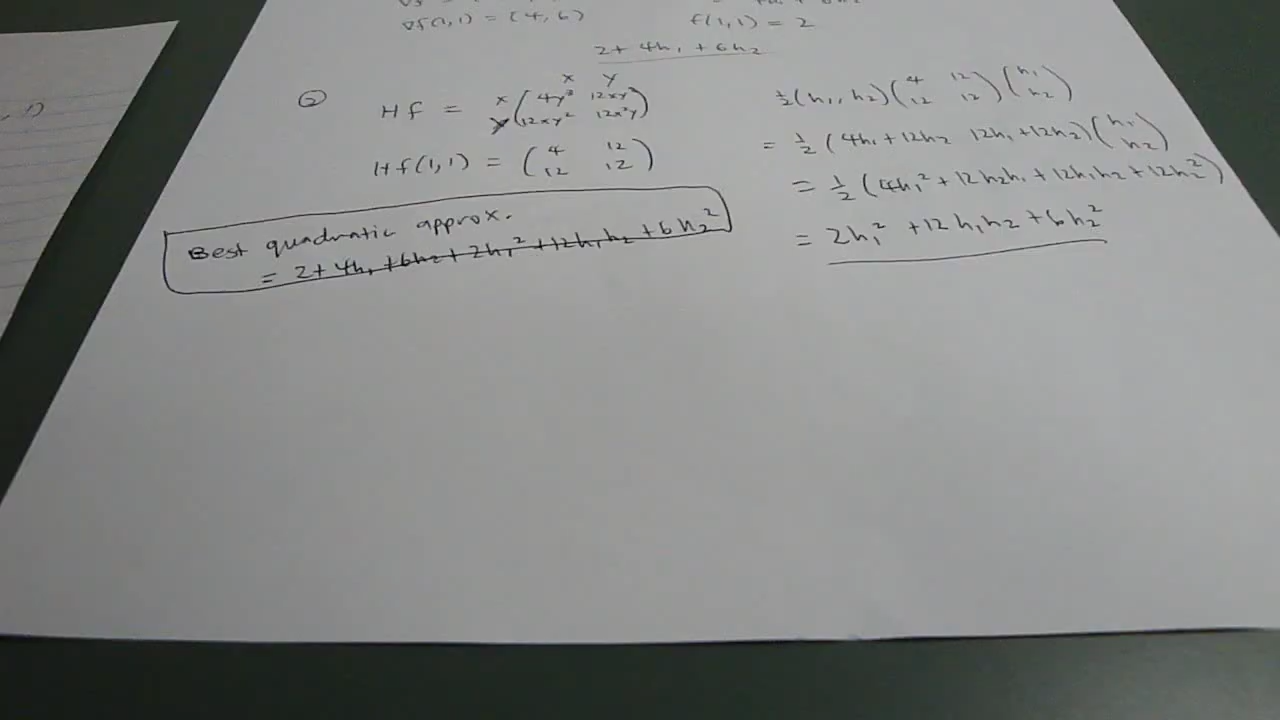 ∇f(1,1) = (4,6)    f(1,1) = 2
2 + 4h₁ + 6h₂
②
x y
Hf = x y (4y³ 12xy² 12xy² 12x²y)
Hf(1,1) = (4 12 12 12)
Best quadratic approx.
= 2 + 4h₁ + 6h₂ + 2h₁² + 12h₁h₂ + 6h₂²
½(h₁, h₂)(4 12 12 12)(h₁ h₂)
= ½(4h₁ + 12h₂ 12h₁ + 12h₂)(h₁ h₂)
= ½(4h₁² + 12h₂h₁ + 12h₁h₂ + 12h₂²)
= 2h₁² + 12h₁h₂ + 6h₂²